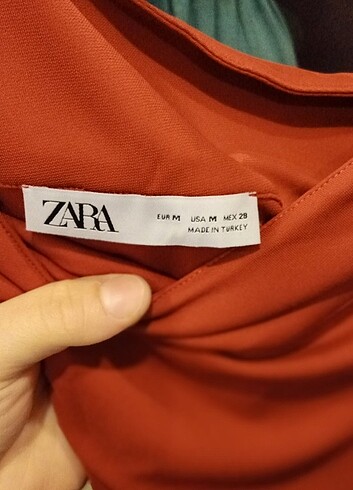 ZARA
EUR M USA M MEX 28
MADE IN TURKEY